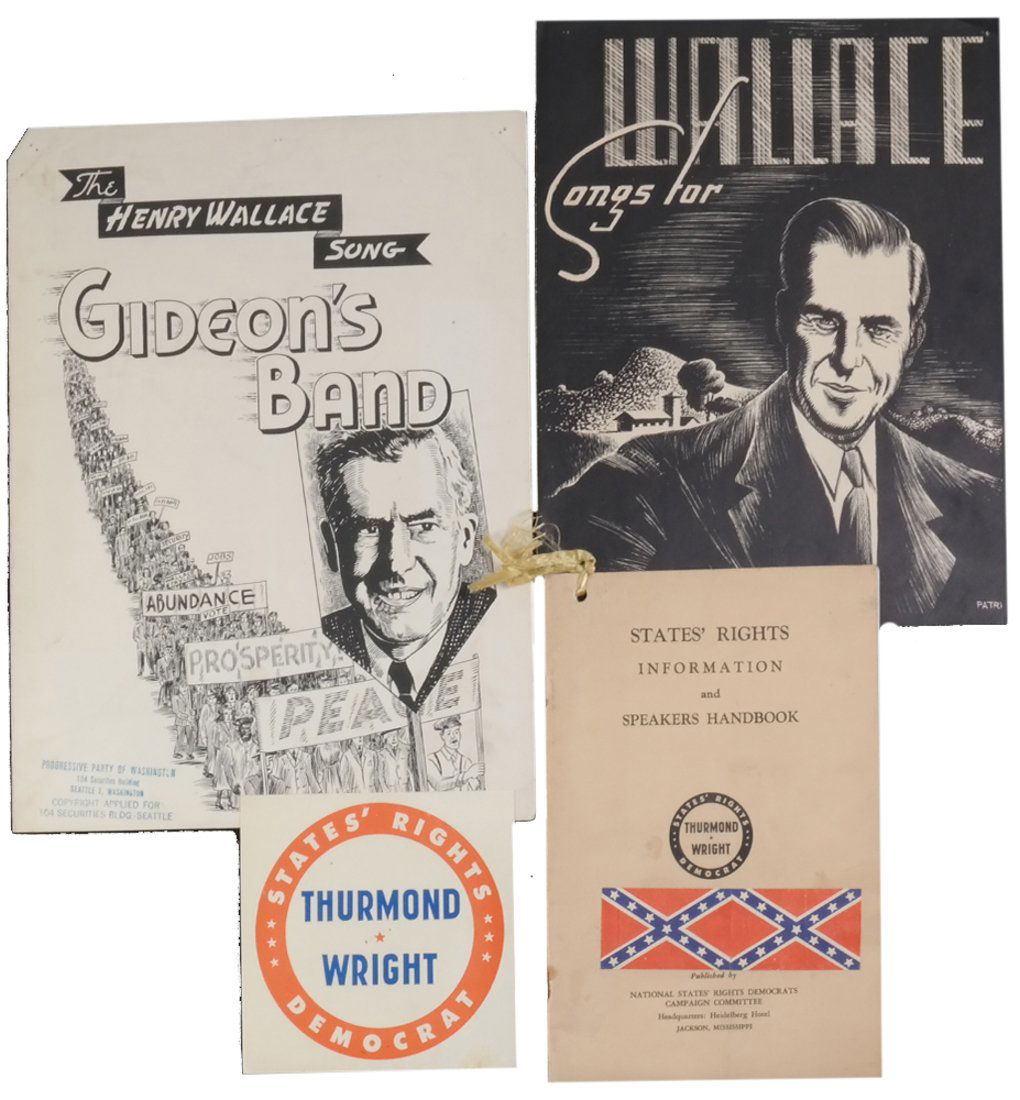 The
HENRY WALLACE
SONG
GIDEON'S
BAND
JOBS
SECURITY
ABUNDANCE
VOTE
PROSPERITY
PEACE
PROGRESSIVE PARTY OF WASHINGTON
104 Securities Building
SEATTLE 1, WASHINGTON
COPYRIGHT APPLIED FOR
104 SECURITIES BLDG-SEATTLE
WALLACE
Songs for
PATRI
STATES' RIGHTS
DEMOCRAT
THURMOND
WRIGHT
STATES' RIGHTS
INFORMATION
and
SPEAKERS HANDBOOK
STATES' RIGHTS
THURMOND
WRIGHT
DEMOCRAT
Published by
NATIONAL STATES' RIGHTS DEMOCRATS
CAMPAIGN COMMITTEE
Headquarters: Heidelberg Hotel
JACKSON, MISSISSIPPI